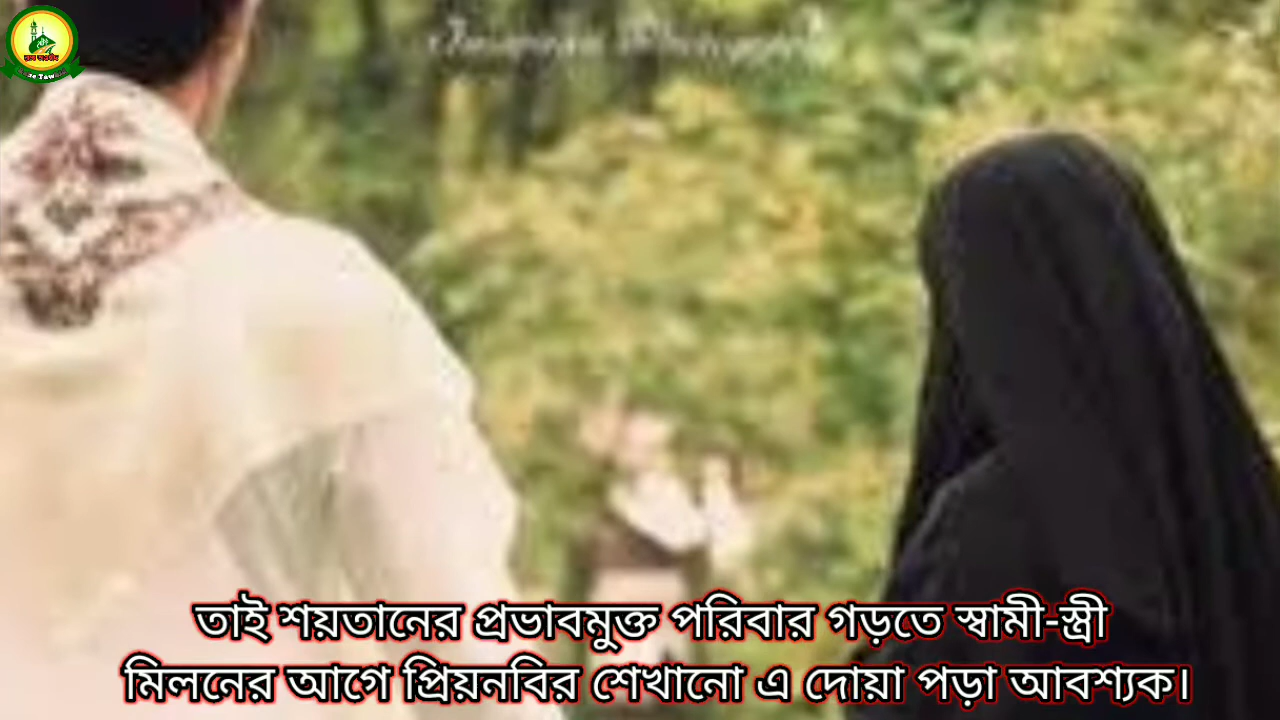 তাই শয়তানের প্রভাবমুক্ত পরিবার গড়তে স্বামী-স্ত্রী
মিলনের আগে প্রিয়নবির শেখানো এ দোয়া পড়া আবশ্যক।